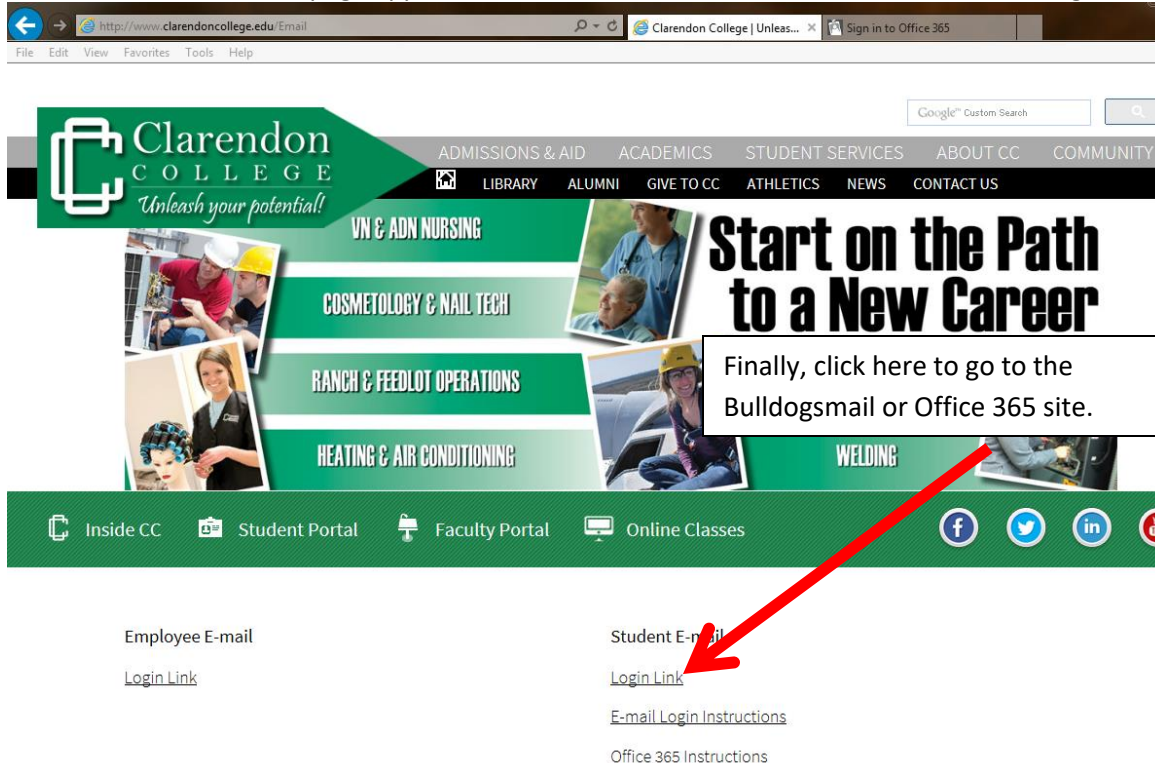 http://www.clarendoncollege.edu/Email
Clarendon College | Unleas...
Sign in to Office 365
File Edit View Favorites Tools Help
Google™ Custom Search
Clarendon
COLLEGE
Unleash your potential!
ADMISSIONS & AID ACADEMICS STUDENT SERVICES ABOUT CC COMMUNITY
LIBRARY ALUMNI GIVE TO CC ATHLETICS NEWS CONTACT US
VN & ADN NURSING
COSMETOLOGY & NAIL TECH
RANCH & FEEDLOT OPERATIONS
HEATING & AIR CONDITIONING
Start on the Path
to a New Career
Finally, click here to go to the
Bulldogsmail or Office 365 site.
WELDING
Inside CC Student Portal Faculty Portal Online Classes
Employee E-mail
Login Link
Student E-mail
Login Link
E-mail Login Instructions
Office 365 Instructions